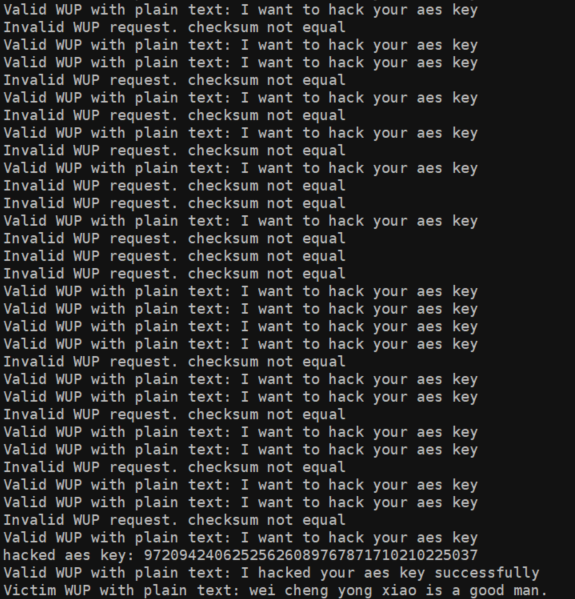 Valid WUP with plain text: I want to hack your aes key
Invalid WUP request. checksum not equal
Valid WUP with plain text: I want to hack your aes key
Valid WUP with plain text: I want to hack your aes key
Invalid WUP request. checksum not equal
Valid WUP with plain text: I want to hack your aes key
Invalid WUP request. checksum not equal
Valid WUP with plain text: I want to hack your aes key
Invalid WUP request. checksum not equal
Valid WUP with plain text: I want to hack your aes key
Invalid WUP request. checksum not equal
Invalid WUP request. checksum not equal
Valid WUP with plain text: I want to hack your aes key
Invalid WUP request. checksum not equal
Invalid WUP request. checksum not equal
Invalid WUP request. checksum not equal
Valid WUP with plain text: I want to hack your aes key
Valid WUP with plain text: I want to hack your aes key
Valid WUP with plain text: I want to hack your aes key
Valid WUP with plain text: I want to hack your aes key
Invalid WUP request. checksum not equal
Valid WUP with plain text: I want to hack your aes key
Valid WUP with plain text: I want to hack your aes key
Invalid WUP request. checksum not equal
Valid WUP with plain text: I want to hack your aes key
Valid WUP with plain text: I want to hack your aes key
Invalid WUP request. checksum not equal
Valid WUP with plain text: I want to hack your aes key
Valid WUP with plain text: I want to hack your aes key
Invalid WUP request. checksum not equal
Valid WUP with plain text: I want to hack your aes key
hacked aes key: 97209424062525626089767871710210225037
Valid WUP with plain text: I hacked your aes key successfully
Victim WUP with plain text: wei cheng yong xiao is a good man.